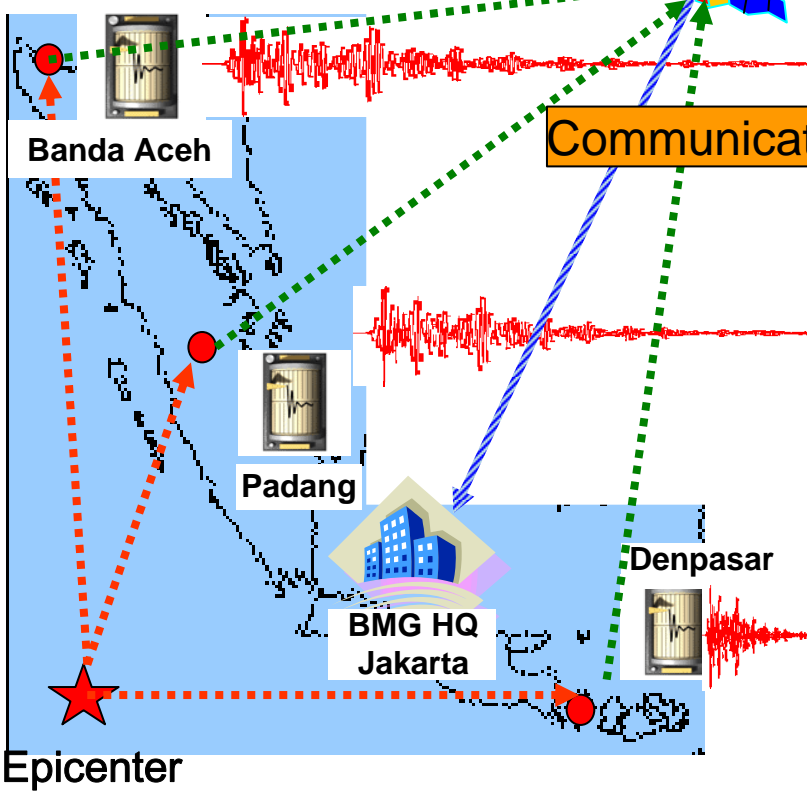 Banda Aceh
Communicat
Padang
Denpasar
BMG HQ
Jakarta
Epicenter